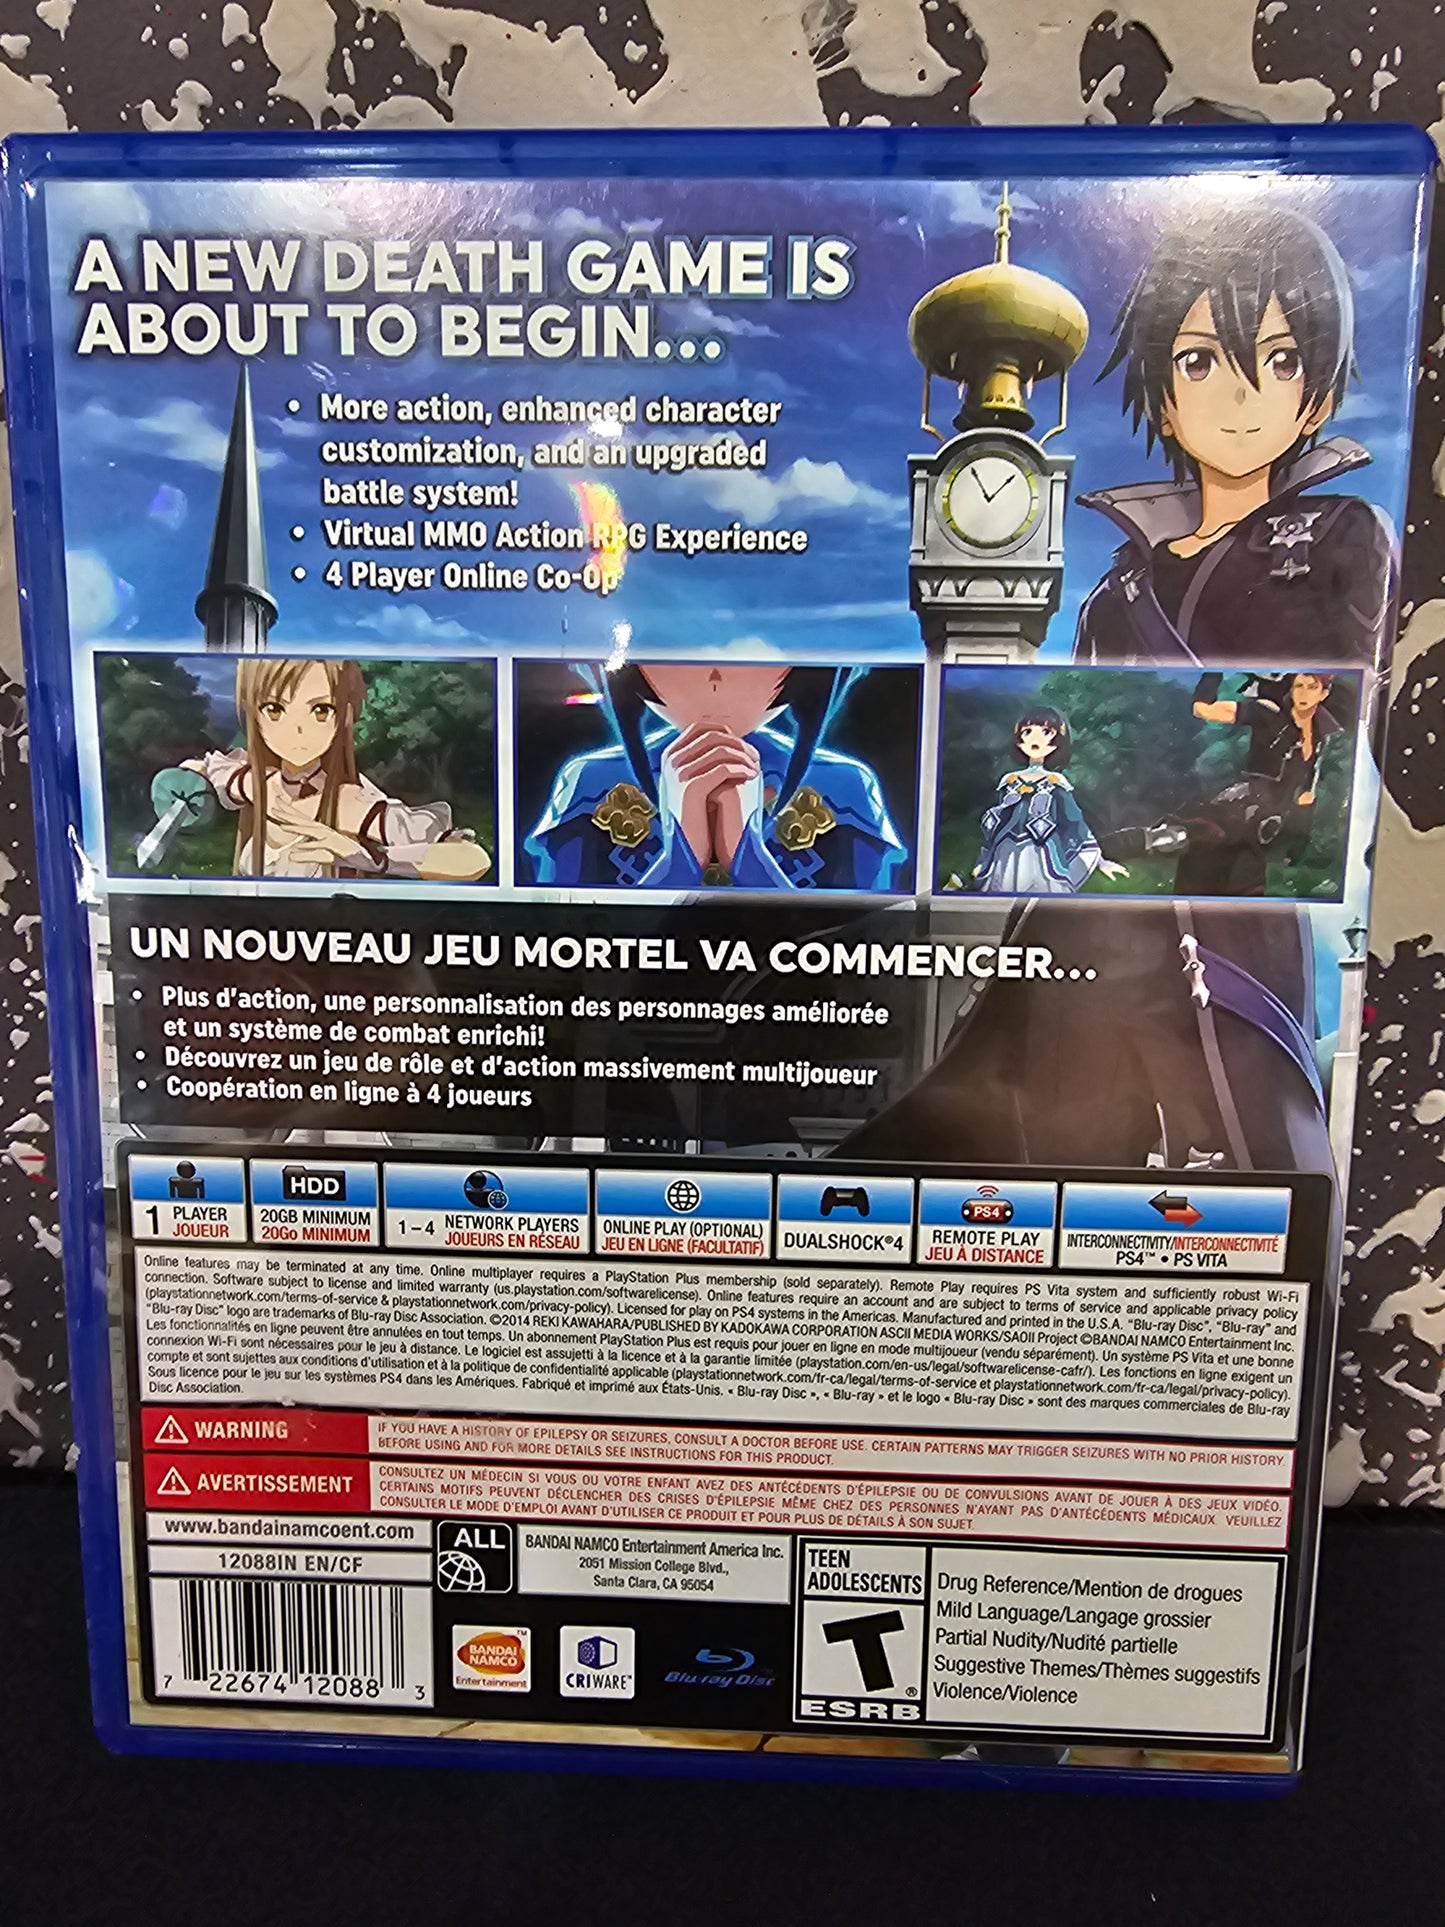 A NEW DEATH GAME IS
ABOUT TO BEGIN...
• More action, enhanced character
customization, and an upgraded
battle system!
• Virtual MMO Action RPG Experience
• 4 Player Online Co-Op
UN NOUVEAU JEU MORTEL VA COMMENCER...
• Plus d'action, une personnalisation des personnages améliorée
et un système de combat enrichi!
• Découvrez un jeu de rôle et d'action massivement multijoueur
• Coopération en ligne à 4 joueurs
1 PLAYER
JOUEUR
HDD
20GB MINIMUM
20Go MINIMUM
1-4 NETWORK PLAYERS
JOUEURS EN RÉSEAU
ONLINE PLAY (OPTIONAL)
JEU EN LIGNE (FACULTATIF)
DUALSHOCK®4
PS4
REMOTE PLAY
JEU À DISTANCE
INTERCONNECTIVITY/INTERCONNECTIVITÉ
PS4™ • PS VITA
Online features may be terminated at any time. Online multiplayer requires a PlayStation Plus membership (sold separately). Remote Play requires PS Vita system and sufficiently robust Wi-Fi
connection. Software subject to license and limited warranty (us.playstation.com/softwarelicense). Online features require an account and are subject to terms of service and applicable privacy policy
(playstationnetwork.com/terms-of-service & playstationnetwork.com/privacy-policy). Licensed for play on PS4 systems in the Americas. Manufactured and printed in the U.S.A. "Blu-ray Disc", "Blu-ray" and
"Blu-ray Disc" logo are trademarks of Blu-ray Disc Association. ©2014 REKI KAWAHARA/PUBLISHED BY KADOKAWA CORPORATION ASCII MEDIA WORKS/SAOII Project ©BANDAI NAMCO Entertainment Inc.
Les fonctionnalités en ligne peuvent être annulées en tout temps. Un abonnement PlayStation Plus est requis pour jouer en ligne en mode multijoueur (vendu séparément). Un système PS Vita et une bonne
connexion Wi-Fi sont nécessaires pour le jeu à distance. Le logiciel est assujetti à la licence et à la garantie limitée (playstation.com/en-us/legal/softwarelicense-cafr/). Les fonctions en ligne exigent un
compte et sont sujettes aux conditions d'utilisation et à la politique de confidentialité applicable (playstationnetwork.com/fr-ca/legal/terms-of-service et playstationnetwork.com/fr-ca/legal/privacy-policy).
Sous licence pour le jeu sur les systèmes PS4 dans les Amériques. Fabriqué et imprimé aux États-Unis. « Blu-ray Disc », « Blu-ray » et le logo « Blu-ray Disc » sont des marques commerciales de Blu-ray
Disc Association.
WARNING
IF YOU HAVE A HISTORY OF EPILEPSY OR SEIZURES, CONSULT A DOCTOR BEFORE USE. CERTAIN PATTERNS MAY TRIGGER SEIZURES WITH NO PRIOR HISTORY.
BEFORE USING AND FOR MORE DETAILS SEE INSTRUCTIONS FOR THIS PRODUCT.
AVERTISSEMENT
CONSULTEZ UN MÉDECIN SI VOUS OU VOTRE ENFANT AVEZ DES ANTÉCÉDENTS D'ÉPILEPSIE OU DE CONVULSIONS AVANT DE JOUER À DES JEUX VIDÉO.
CERTAINS MOTIFS PEUVENT DÉCLENCHER DES CRISES D'ÉPILEPSIE MÊME CHEZ DES PERSONNES N'AYANT PAS D'ANTÉCÉDENTS MÉDICAUX. VEUILLEZ
CONSULTER LE MODE D'EMPLOI AVANT D'UTILISER CE PRODUIT ET POUR PLUS DE DÉTAILS À SON SUJET.
www.bandainamcoent.com
12088IN EN/CF
7 22674 12088 3
ALL
BANDAI NAMCO Entertainment America Inc.
2051 Mission College Blvd.,
Santa Clara, CA 95054
BANDAI
NAMCO
Entertainment
CRIWARE™
Blu-ray Disc
TEEN
ADOLESCENTS
T
ESRB
Drug Reference/Mention de drogues
Mild Language/Langage grossier
Partial Nudity/Nudité partielle
Suggestive Themes/Thèmes suggestifs
Violence/Violence